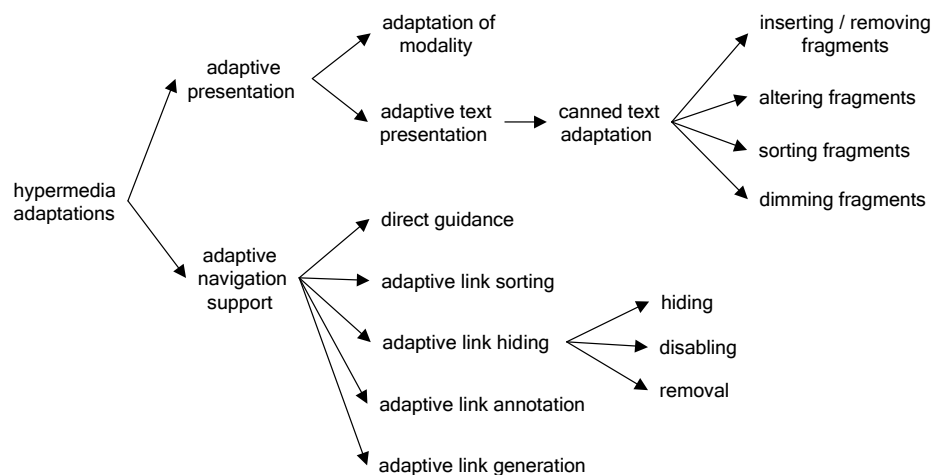 hypermedia
adaptations
adaptive
presentation
adaptation of
modality
adaptive text
presentation
canned text
adaptation
inserting / removing
fragments
altering fragments
sorting fragments
dimming fragments
adaptive
navigation
support
direct guidance
adaptive link sorting
adaptive link hiding
hiding
disabling
removal
adaptive link annotation
adaptive link generation